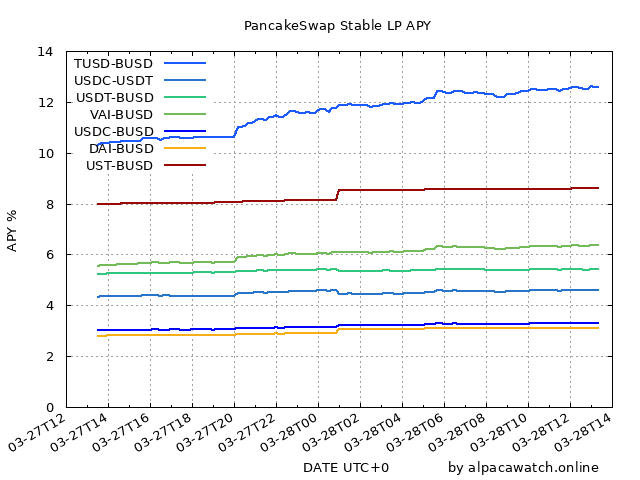 PancakeSwap Stable LP APY
14
12
10
8
6
4
2
0
APY %
TUSD-BUSD
USDC-USDT
USDT-BUSD
VAI-BUSD
USDC-BUSD
DAI-BUSD
UST-BUSD
03-27T12
03-27T14
03-27T16
03-27T18
03-27T20
03-27T22
03-28T00
03-28T02
03-28T04
03-28T06
03-28T08
03-28T10
03-28T12
03-28T14
DATE UTC+0
by alpacawatch.online